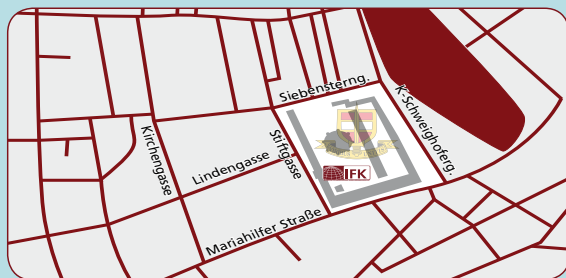 Siebensterng.
K-Schweighoferg.
Kirchengasse
Stiftgasse
Lindengasse
IFK
Mariahilfer Straße